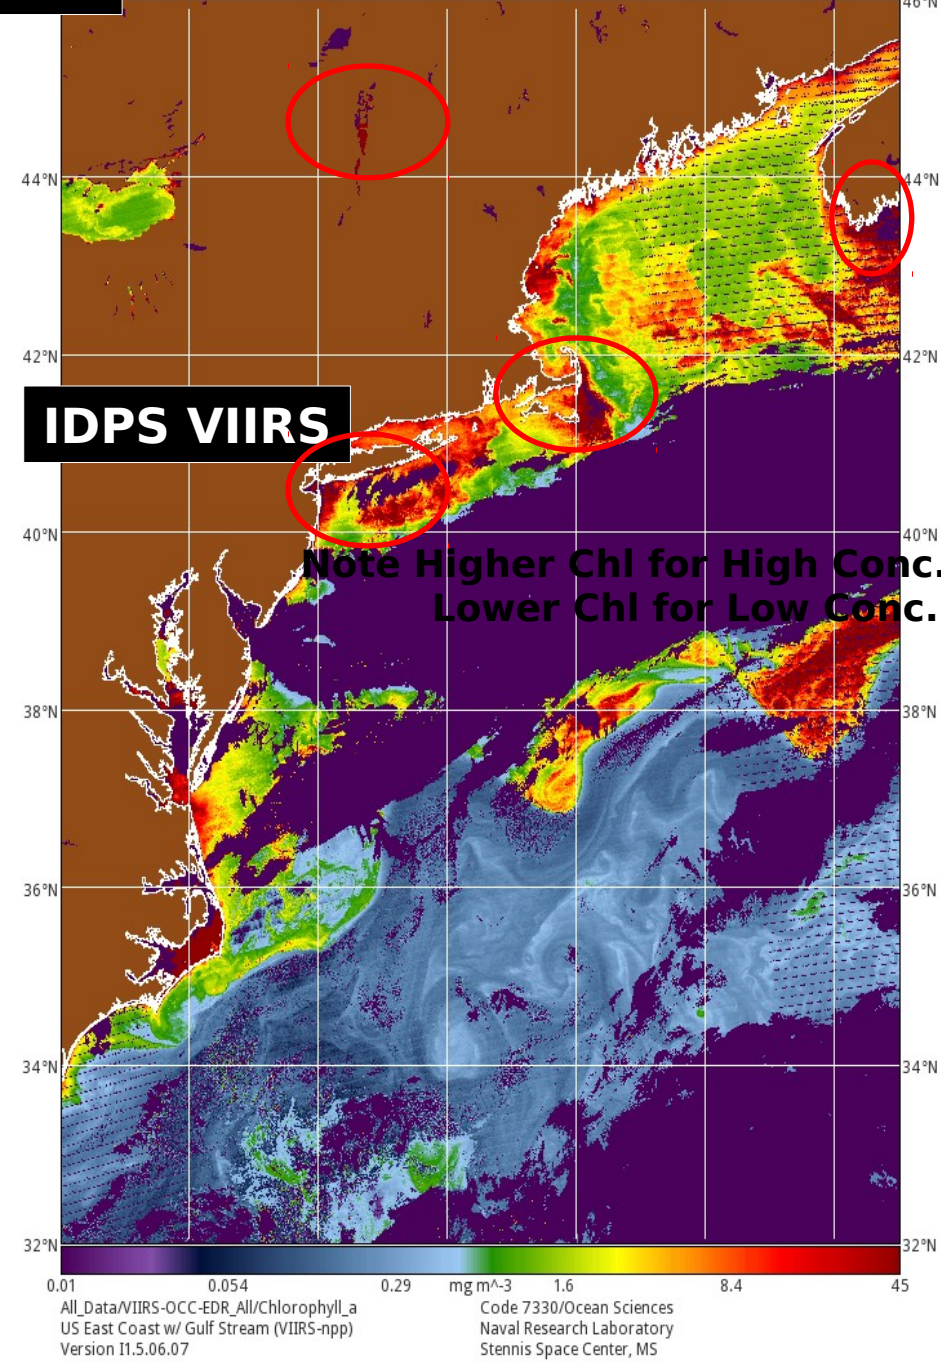 46°N
44°N 44°N
42°N 42°N
IDPS VIIRS
40°N 40°N
Note Higher Chl for High Conc.
Lower Chl for Low Conc.
38°N 38°N
36°N 36°N
34°N 34°N
32°N 32°N
0.01 0.054 0.29 mg m^-3 1.6 8.4 45
All_Data/VIIRS-OCC-EDR_All/Chlorophyll_a
US East Coast w/ Gulf Stream (VIIRS-npp)
Version I1.5.06.07
Code 7330/Ocean Sciences
Naval Research Laboratory
Stennis Space Center, MS